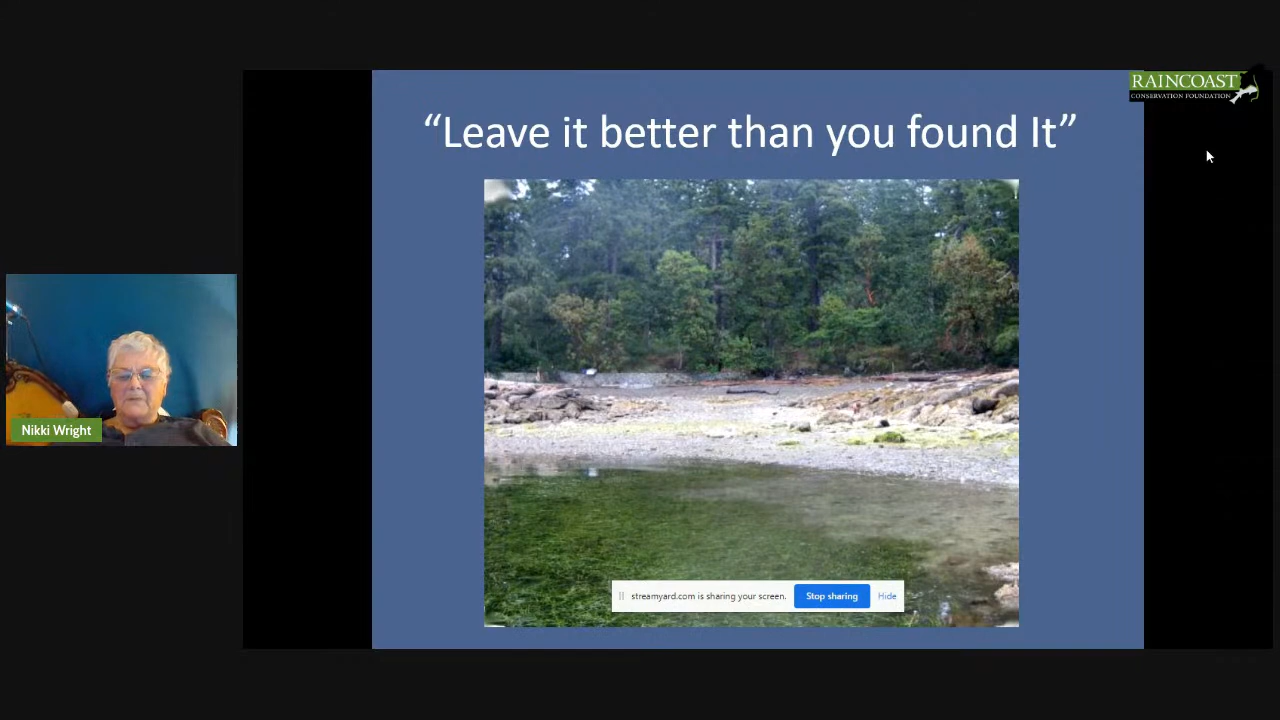 RAINCOAST
CONSERVATION FOUNDATION
“Leave it better than you found It”
Nikki Wright
streamyard.com is sharing your screen. Stop sharing Hide